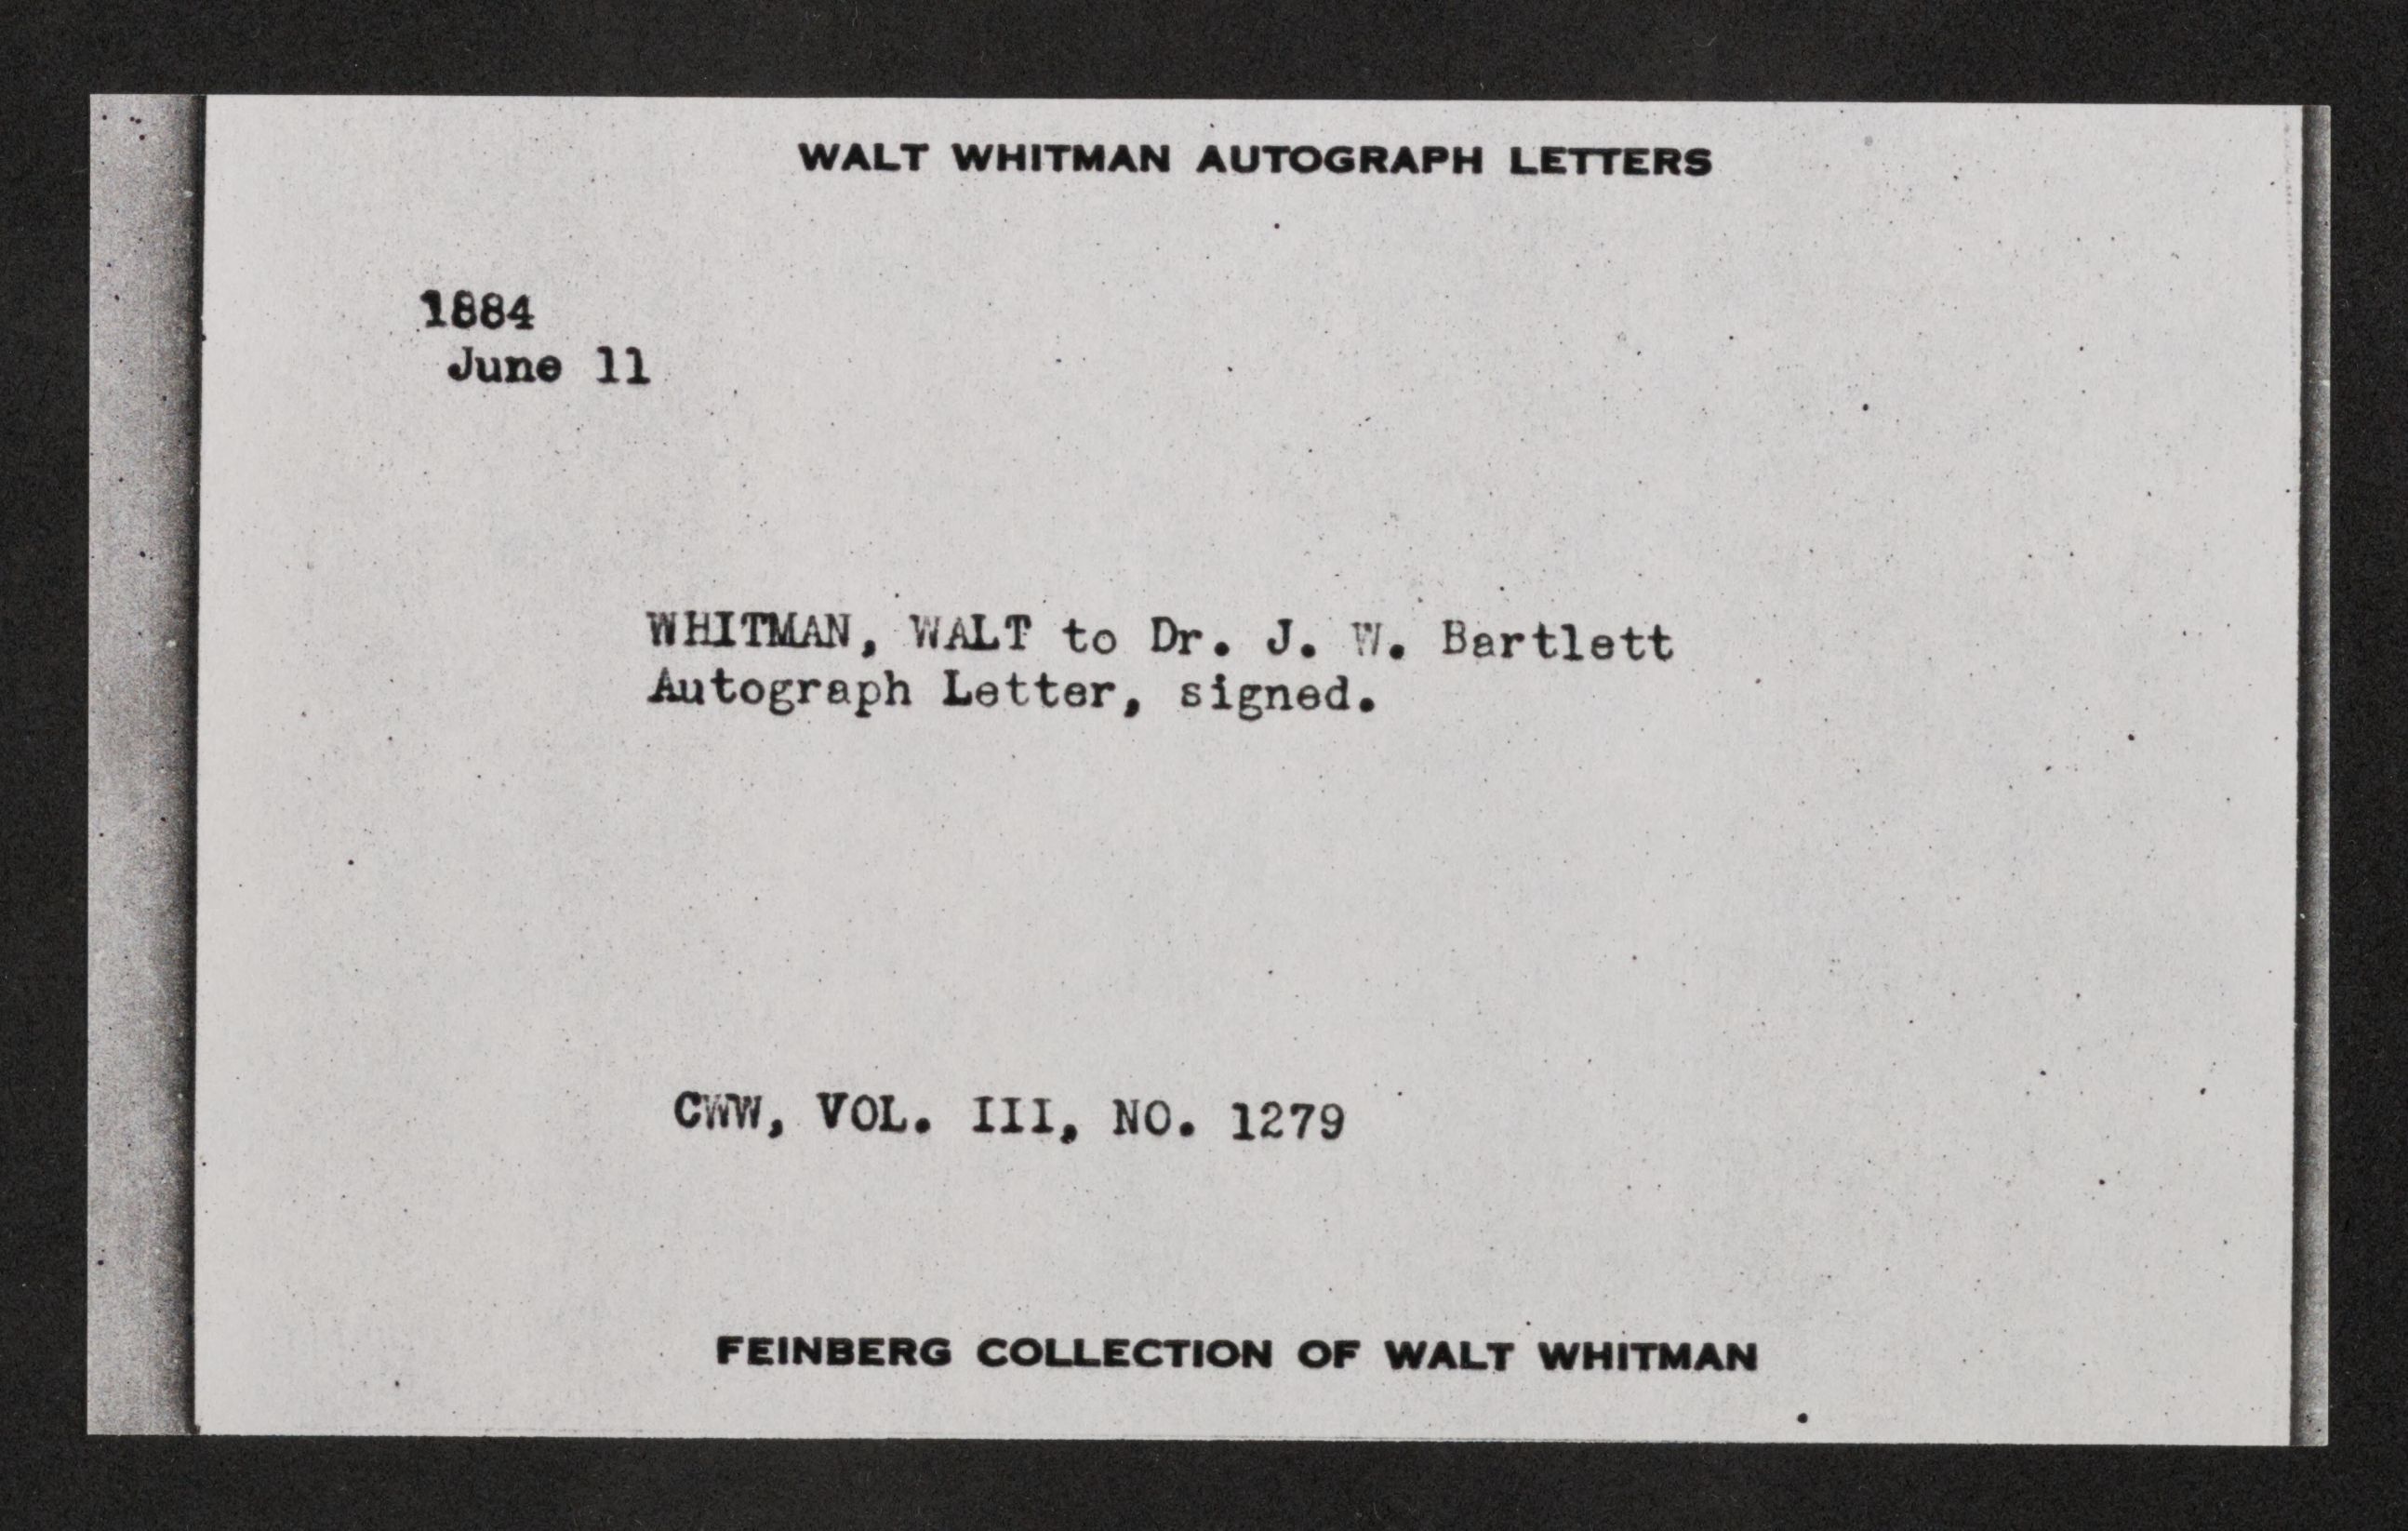 WALT WHITMAN AUTOGRAPH LETTERS
1884
June 11
WHITMAN, WALT to Dr. J. W. Bartlett
Autograph Letter, signed.
CWW, VOL. III, NO. 1279
FEINBERG COLLECTION OF WALT WHITMAN